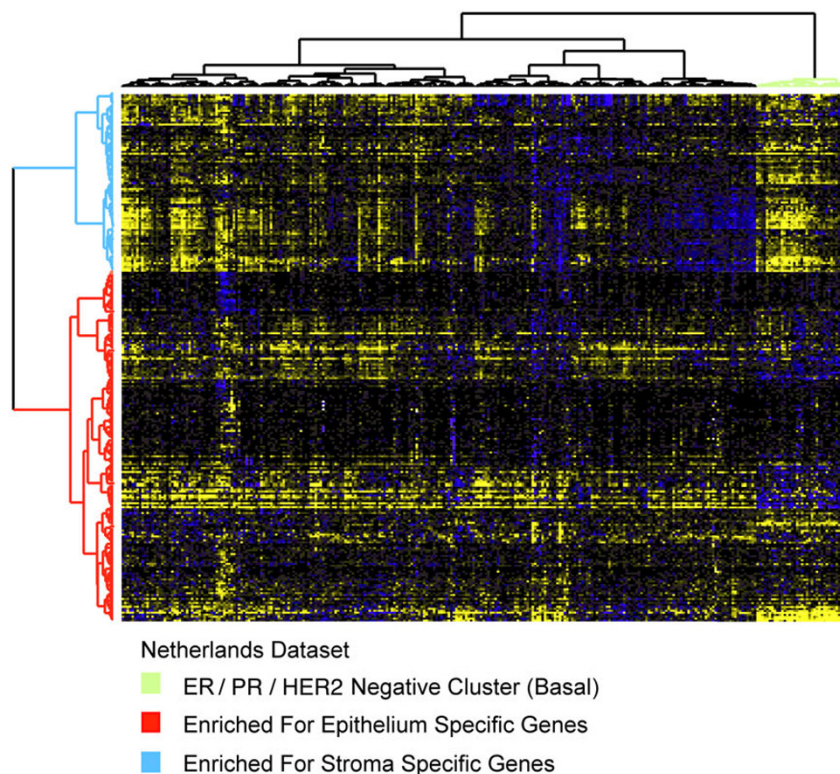 Netherlands Dataset
ER / PR / HER2 Negative Cluster (Basal)
Enriched For Epithelium Specific Genes
Enriched For Stroma Specific Genes